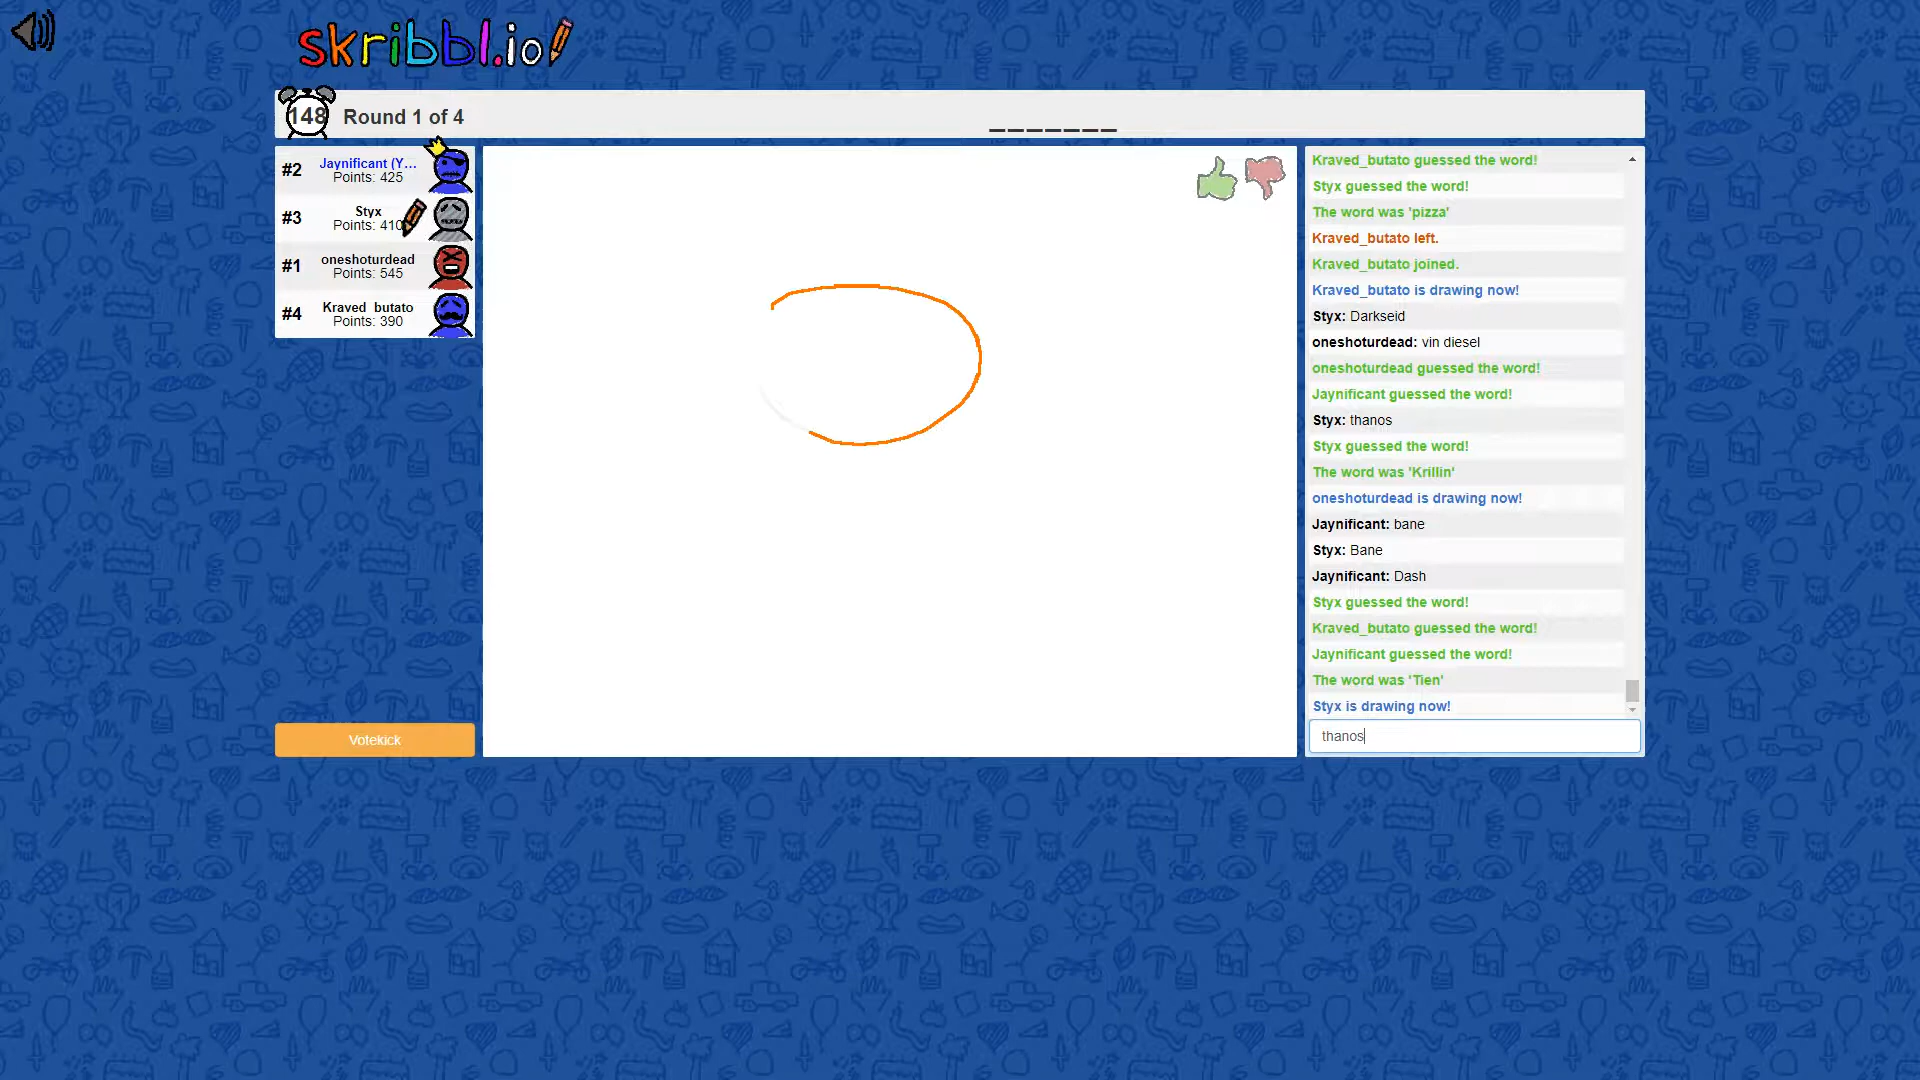 skribbl.io
148
Round 1 of 4
_______
#2
Jaynificant (Y...
Points: 425
#3
Styx
Points: 410
#1
oneshoturdead
Points: 545
#4
Kraved_butato
Points: 390
Votekick
Kraved_butato guessed the word!
Styx guessed the word!
The word was 'pizza'
Kraved_butato left.
Kraved_butato joined.
Kraved_butato is drawing now!
Styx: Darkseid
oneshoturdead: vin diesel
oneshoturdead guessed the word!
Jaynificant guessed the word!
Styx: thanos
Styx guessed the word!
The word was 'Krillin'
oneshoturdead is drawing now!
Jaynificant: bane
Styx: Bane
Jaynificant: Dash
Styx guessed the word!
Kraved_butato guessed the word!
Jaynificant guessed the word!
The word was 'Tien'
Styx is drawing now!
thanos